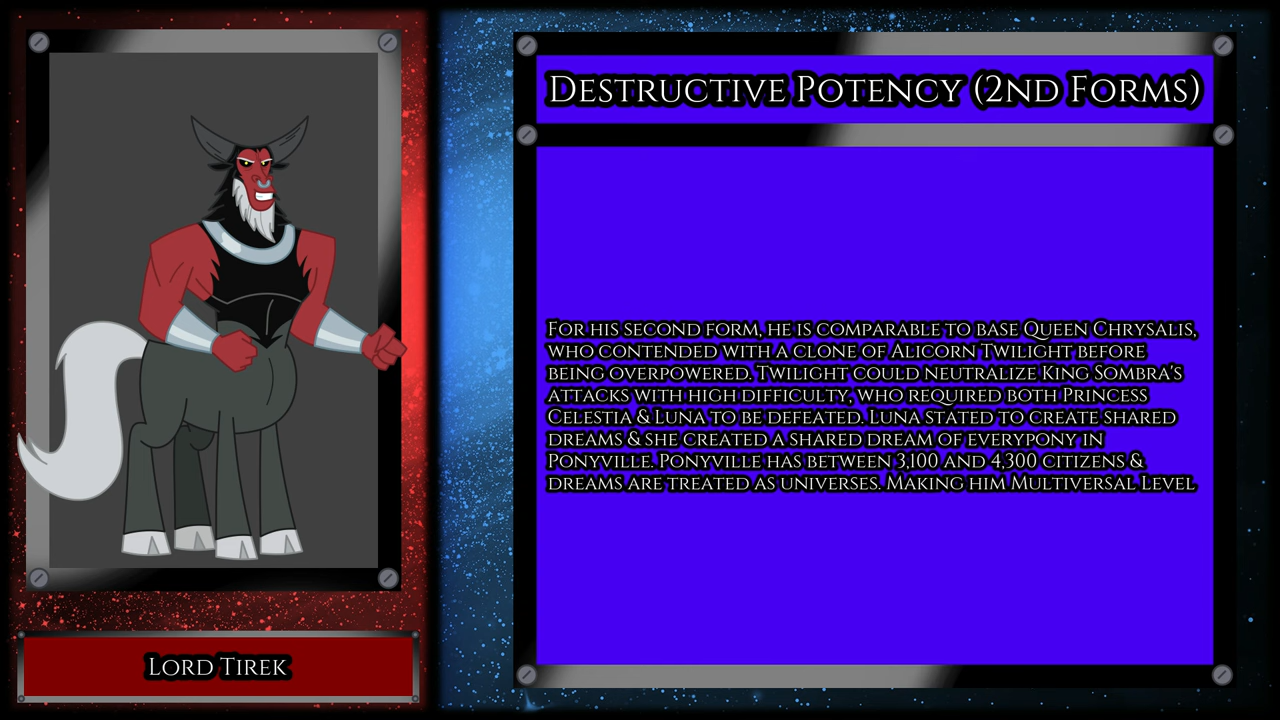 Destructive Potency (2nd Forms)
For his second form, he is comparable to base Queen Chrysalis,
who contended with a clone of Alicorn Twilight before
being overpowered. Twilight could neutralize King Sombra's
attacks with high difficulty, who required both Princess
Celestia & Luna to be defeated. Luna stated to create shared
dreams & she created a shared dream of everypony in
Ponyville. Ponyville has between 3,100 and 4,300 citizens &
dreams are treated as universes. Making him Multiversal Level
Lord Tirek